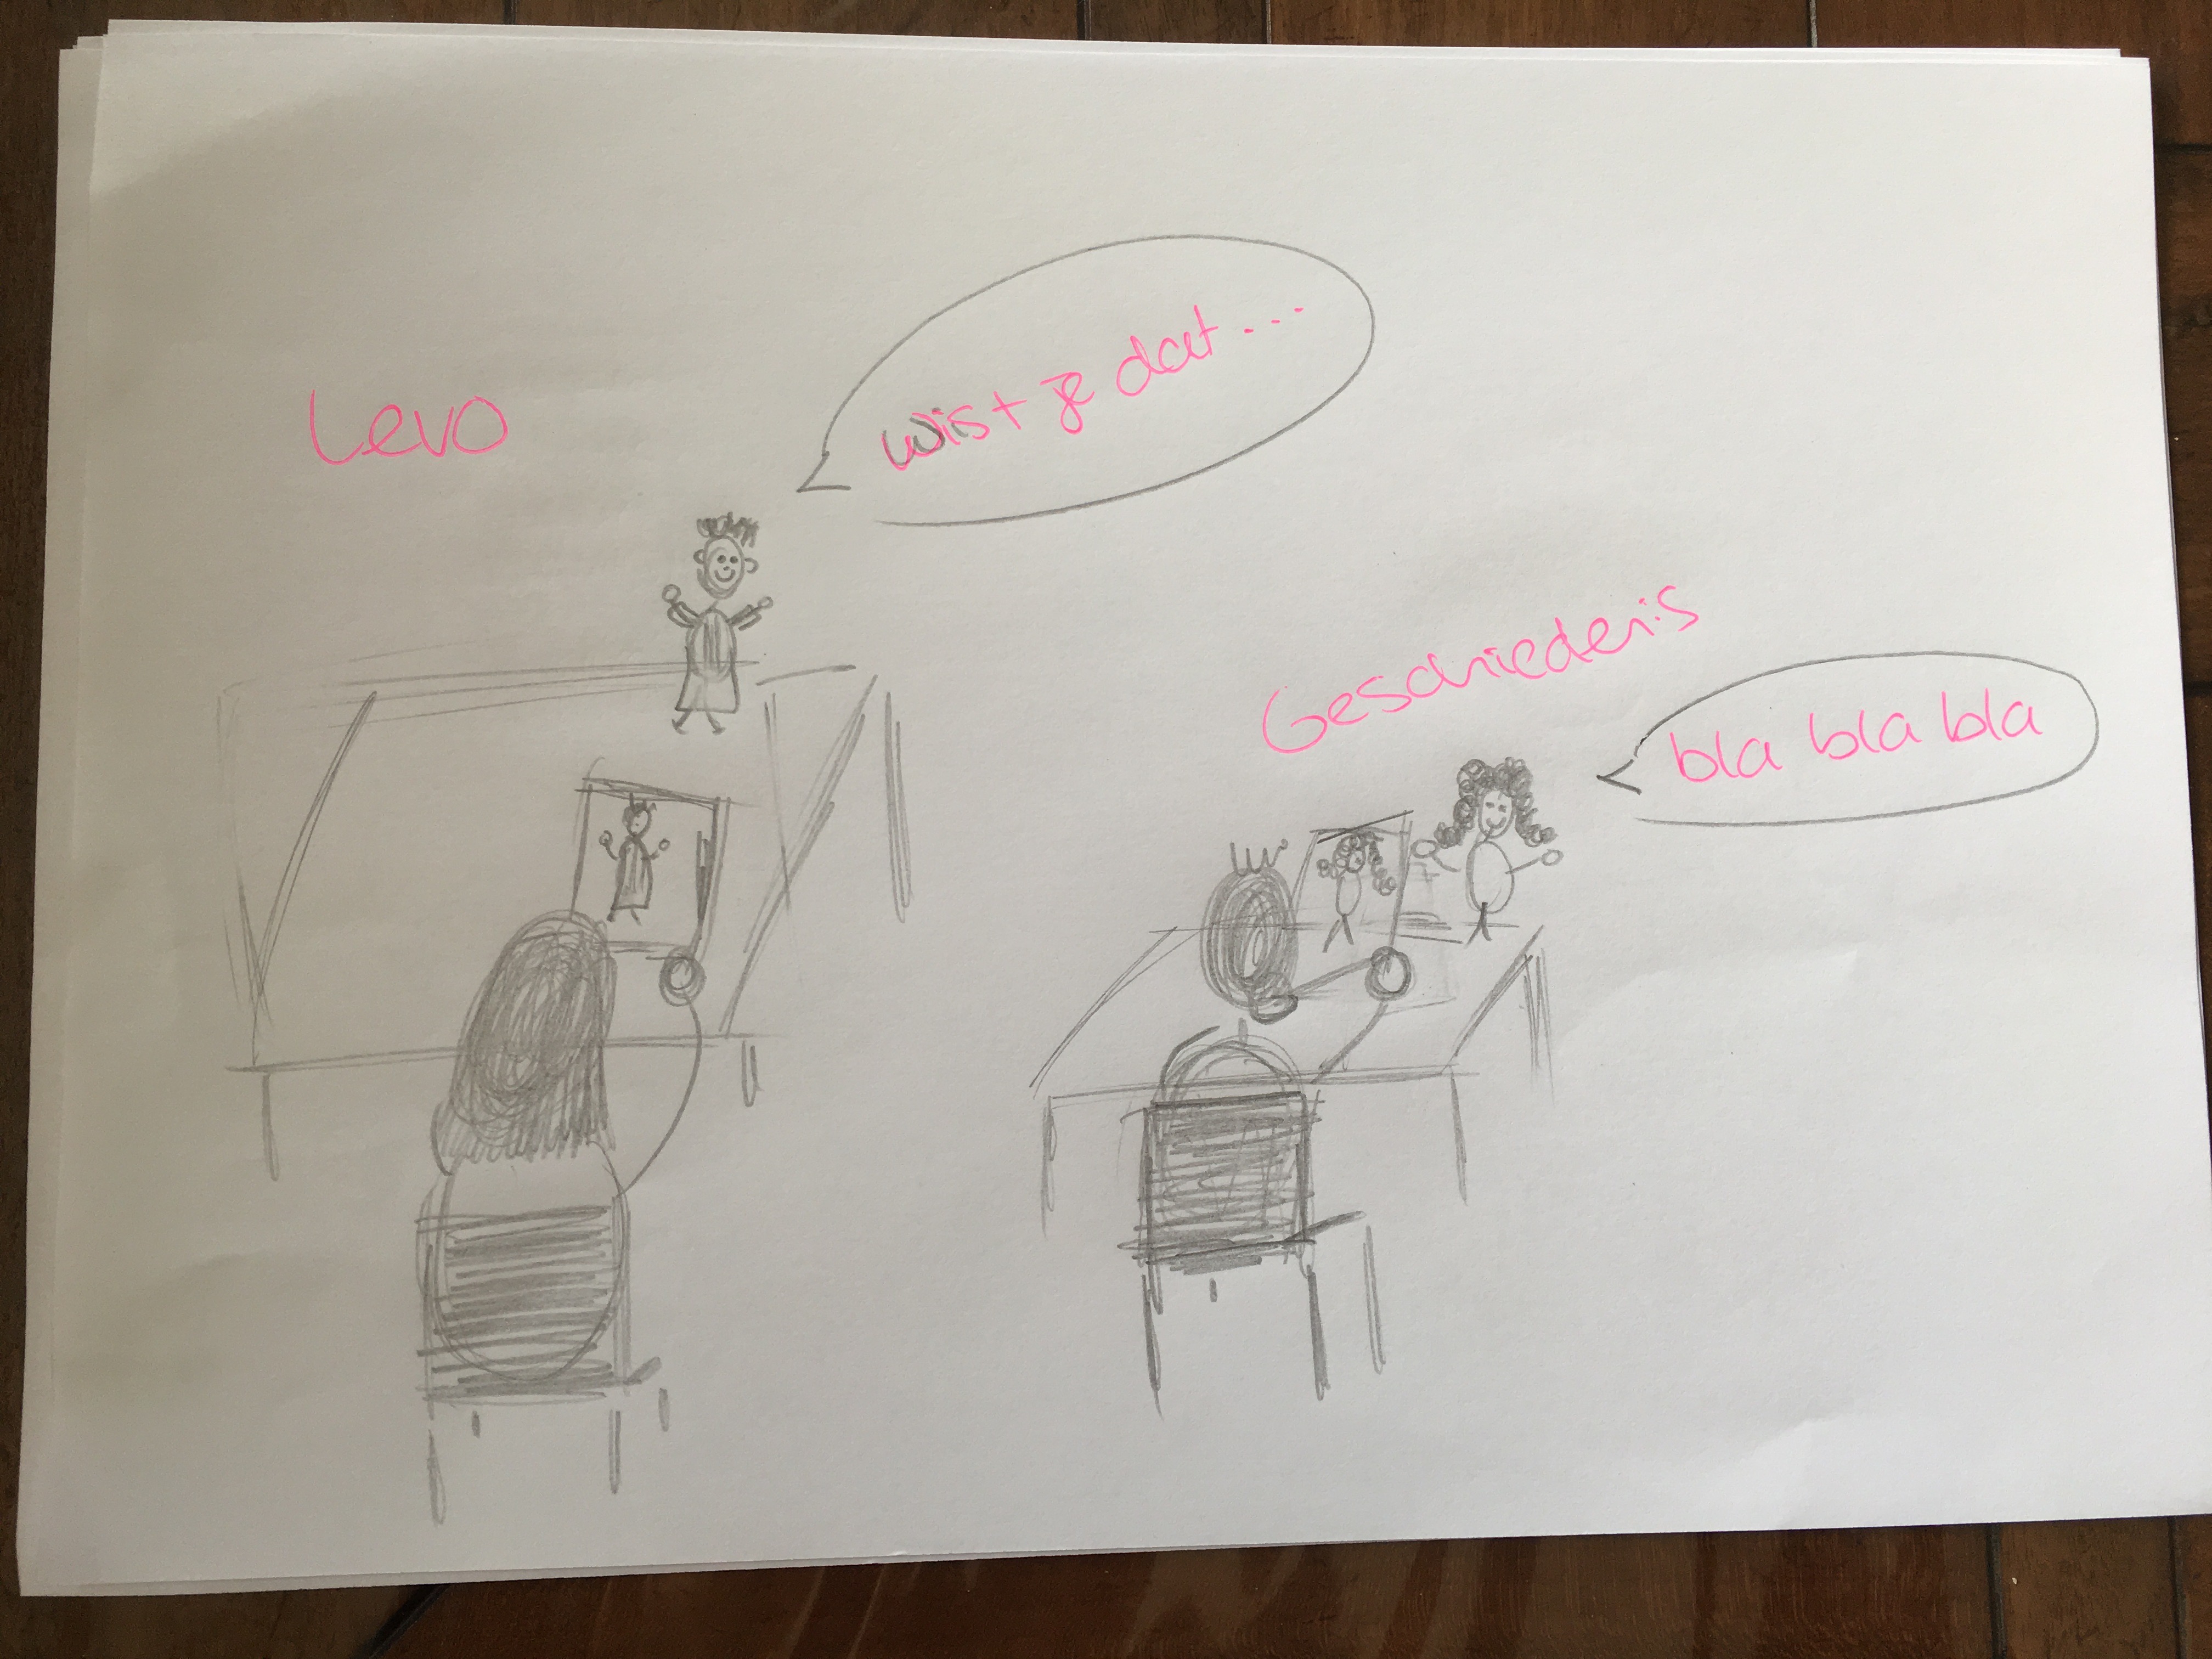 Levo
wist je dat...
Geschiedenis
bla bla bla